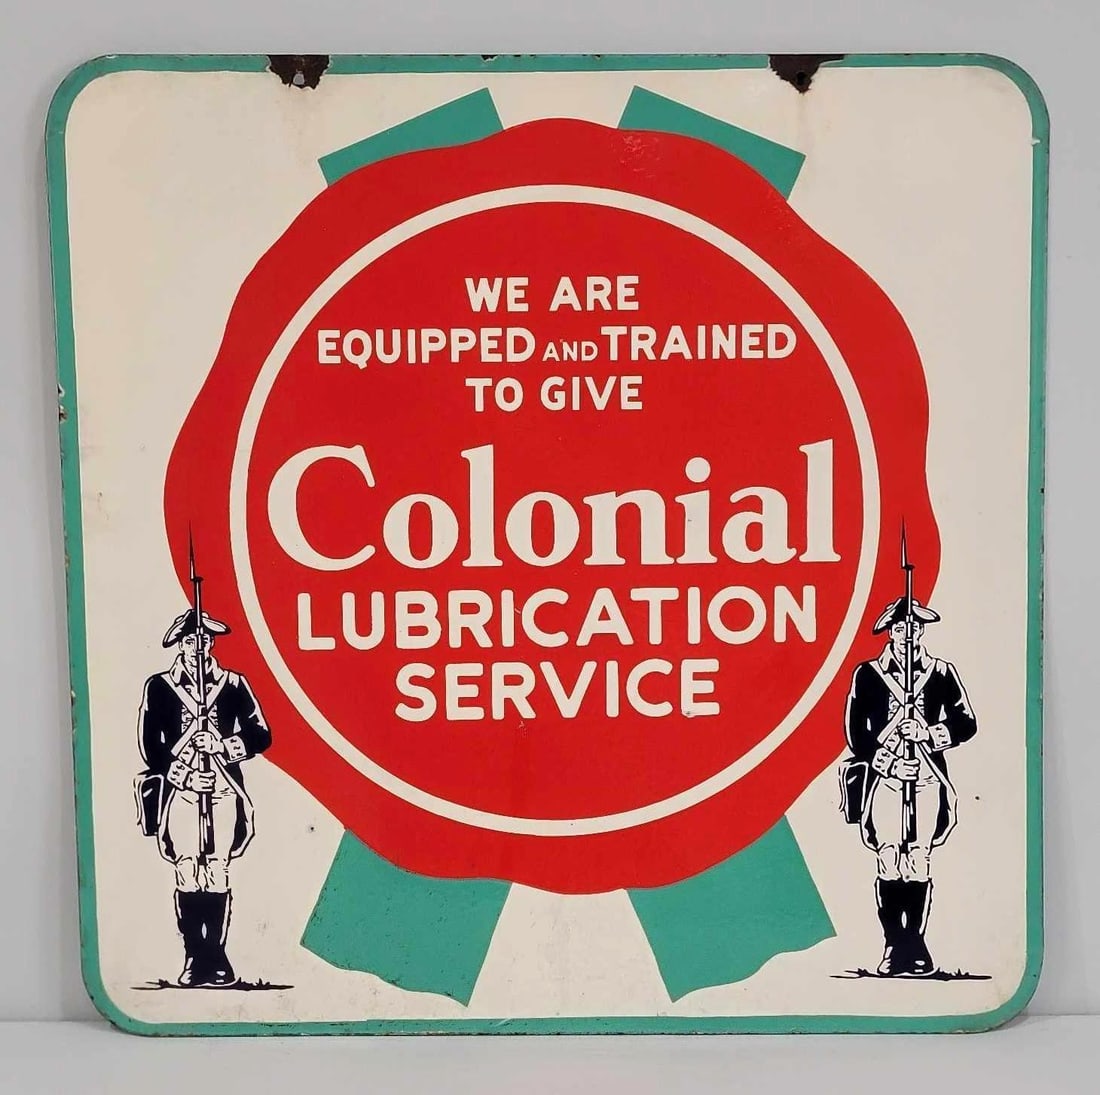 WE ARE
EQUIPPED AND TRAINED
TO GIVE
Colonial
LUBRICATION
SERVICE